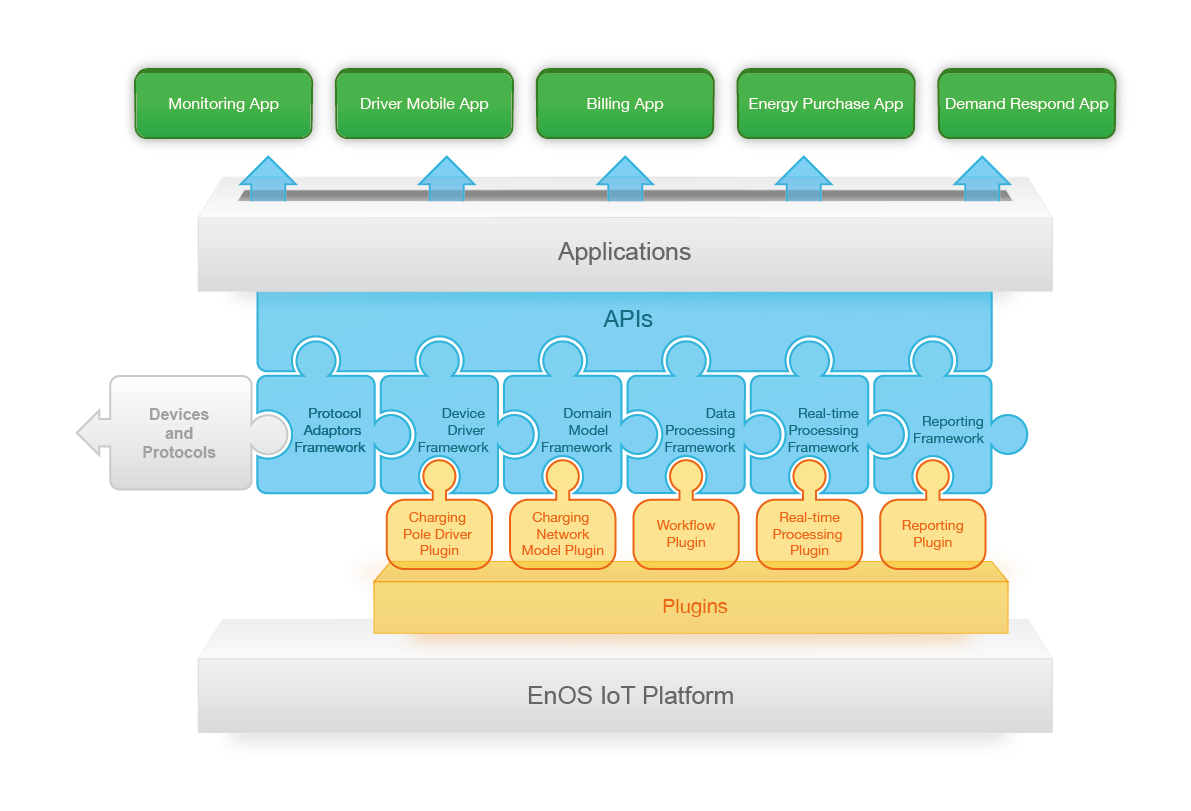 Monitoring App
Driver Mobile App
Billing App
Energy Purchase App
Demand Respond App
Applications
APIs
Devices
and
Protocols
Protocol
Adaptors
Framework
Device
Driver
Framework
Domain
Model
Framework
Data
Processing
Framework
Real-time
Processing
Framework
Reporting
Framework
Charging
Pole Driver
Plugin
Charging
Network
Model Plugin
Workflow
Plugin
Real-time
Processing
Plugin
Reporting
Plugin
Plugins
EnOS IoT Platform